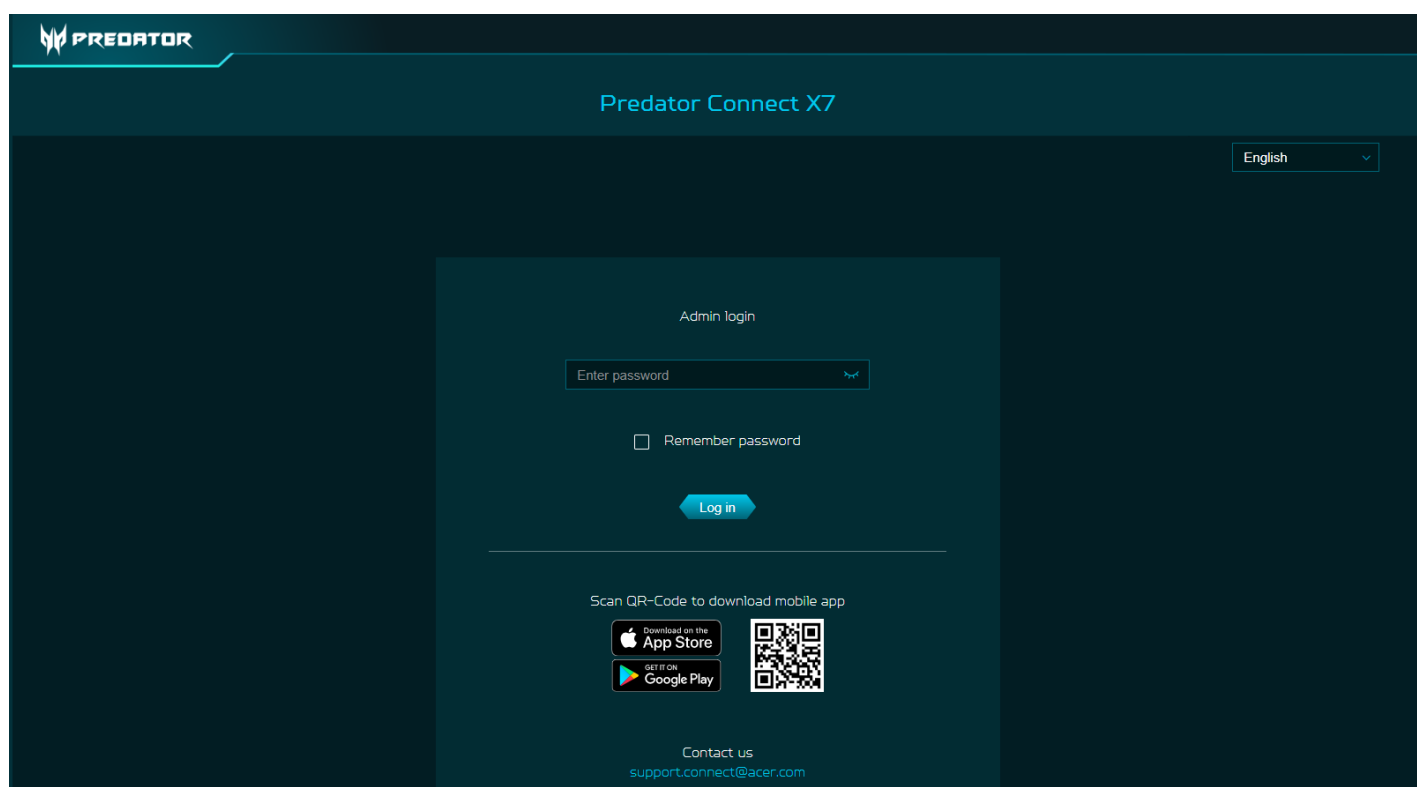 PREDATOR
Predator Connect X7
English
Admin login
Enter password
Remember password
Log in
Scan QR-Code to download mobile app
Download on the
App Store
GET IT ON
Google Play
Contact us
support.connect@acer.com